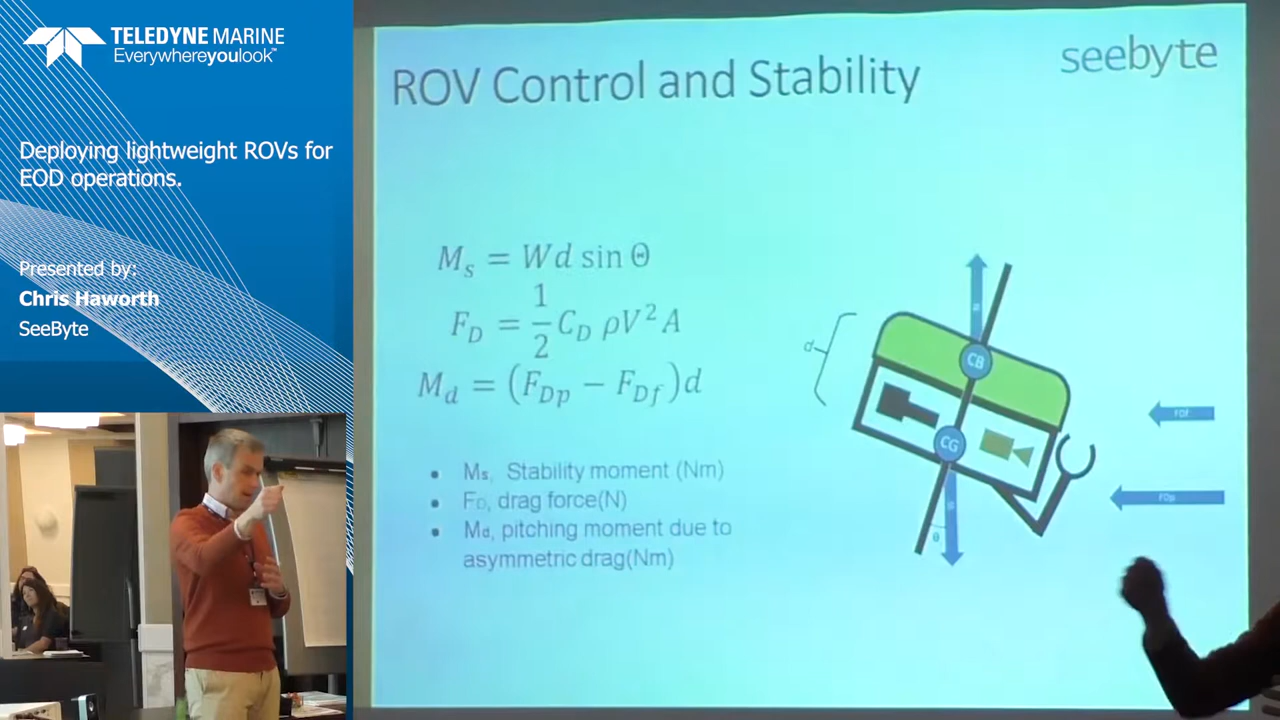 TELEDYNE MARINE
Everywhereyoulook™
Deploying lightweight ROVs for
EOD operations.
Presented by:
Chris Haworth
SeeByte
seebyte
ROV Control and Stability
M_s = Wd sin Θ
F_D = 1/2 C_D ρV² A
M_d = (F_Dp − F_Df)d
• Ms, Stability moment (Nm)
• FD, drag force(N)
• Md, pitching moment due to
asymmetric drag(Nm)
d
CB
CG
θ
FDf
FDp